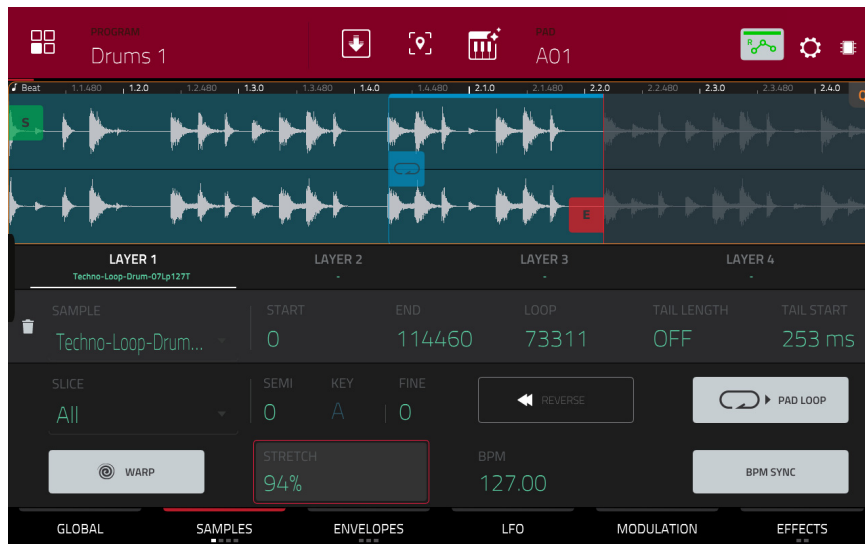 PROGRAM PAD
Drums 1 A01
R
Beat 1.1.480 1.2.0 1.2.480 1.3.0 1.3.480 1.4.0 1.4.480 2.1.0 2.1.480 2.2.0 2.2.480 2.3.0 2.3.480 2.4.0 Q
S
E
LAYER 1 LAYER 2 LAYER 3 LAYER 4
Techno-Loop-Drum-07Lp127T - - -
SAMPLE START END LOOP TAIL LENGTH TAIL START
Techno-Loop-Drum... 0 114460 73311 OFF 253 ms
SLICE SEMI KEY FINE
All 0 A 0 REVERSE PAD LOOP
WARP STRETCH BPM BPM SYNC
94% 127.00
GLOBAL SAMPLES ENVELOPES LFO MODULATION EFFECTS